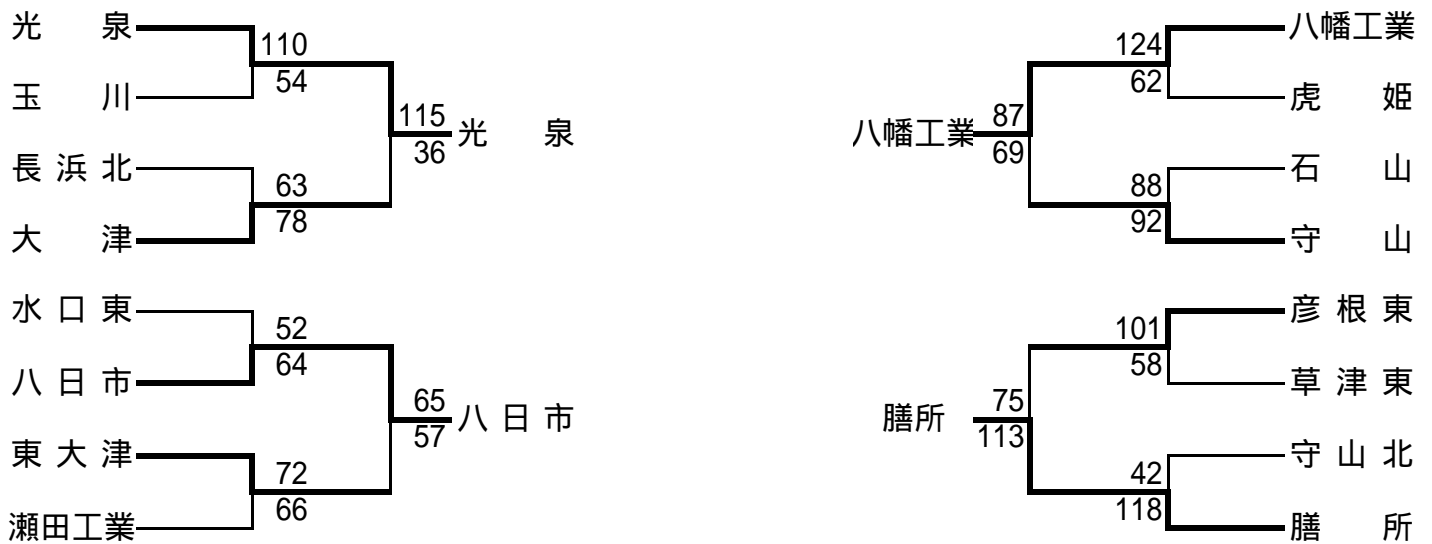 光泉
110
54
玉川
115
36
光泉
長浜北
63
78
大津
水口東
52
64
八日市
65
57
八日市
東大津
72
66
瀬田工業
八幡工業
124
62
虎姫
八幡工業
87
69
石山
88
92
守山
彦根東
101
58
草津東
膳所
75
113
守山北
42
118
膳所